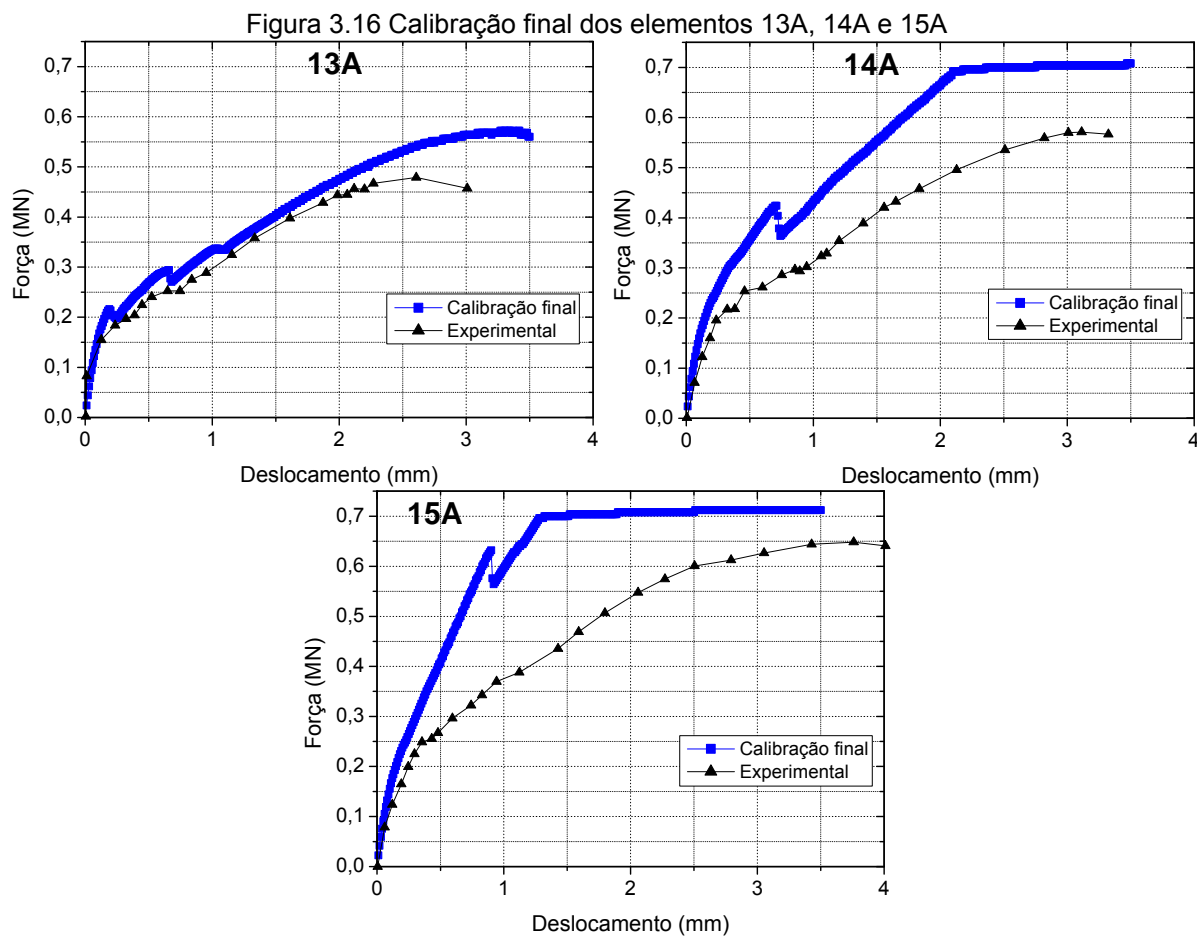 Figura 3.16 Calibração final dos elementos 13A, 14A e 15A
13A
0,7
0,6
0,5
0,4
0,3
0,2
0,1
0,0
Força (MN)
Calibração final
Experimental
0 1 2 3 4
Deslocamento (mm)
14A
0,7
0,6
0,5
0,4
0,3
0,2
0,1
0,0
Força (MN)
Calibração final
Experimental
0 1 2 3 4
Deslocamento (mm)
15A
0,7
0,6
0,5
0,4
0,3
0,2
0,1
0,0
Força (MN)
Calibração final
Experimental
0 1 2 3 4
Deslocamento (mm)